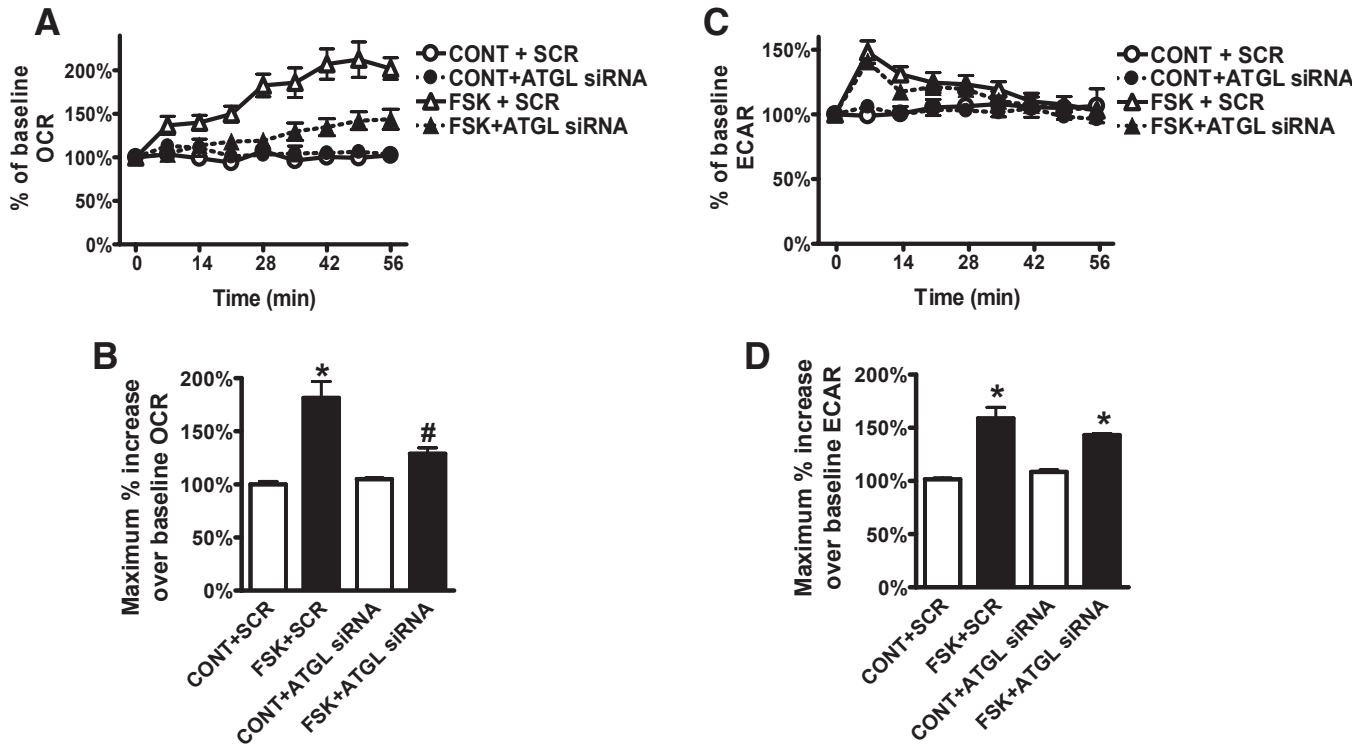 A
% of baseline
OCR
200%
150%
100%
50%
0%
0 14 28 42 56
Time (min)
CONT + SCR
CONT+ATGL siRNA
FSK + SCR
FSK+ATGL siRNA
C
% of baseline
ECAR
150%
100%
50%
0%
0 14 28 42 56
Time (min)
CONT + SCR
CONT+ATGL siRNA
FSK + SCR
FSK+ATGL siRNA
B
Maximum % increase
over baseline OCR
200%
150%
100%
50%
0%
*
#
CONT+SCR
FSK+SCR
CONT+ATGL siRNA
FSK+ATGL siRNA
D
Maximum % increase
over baseline ECAR
200%
150%
100%
50%
0%
*
*
CONT+SCR
FSK+SCR
CONT+ATGL siRNA
FSK+ATGL siRNA